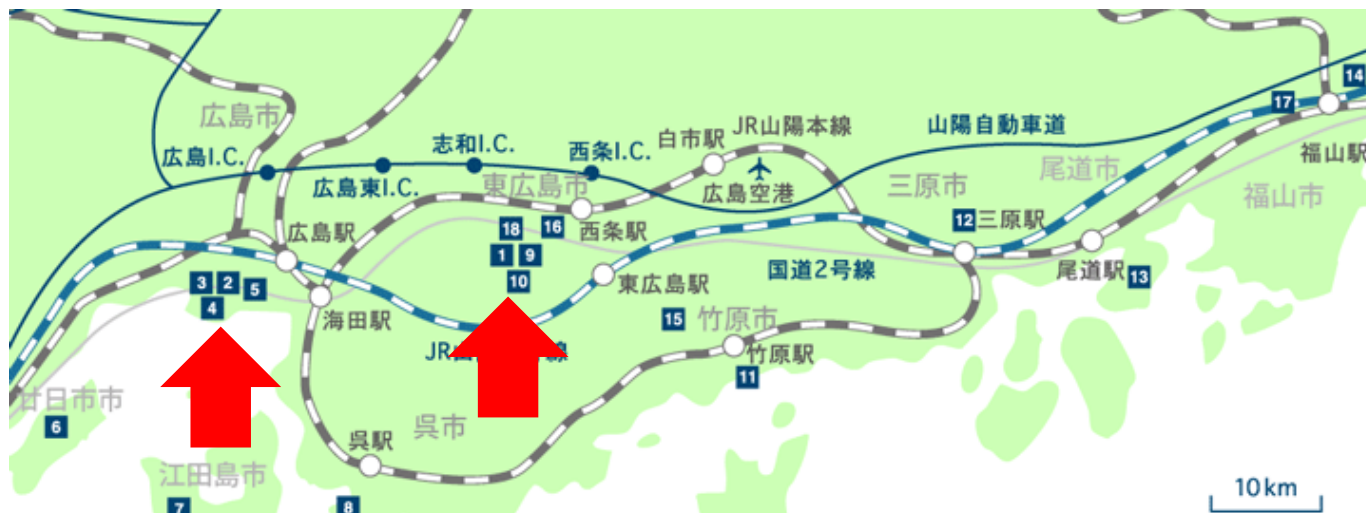 14
17
広島市
志和I.C.
白市駅
JR山陽本線
山陽自動車道
広島I.C.
西条I.C.
福山駅
広島東I.C.
東広島市
広島空港
三原市
尾道市
福山市
18
16
西条駅
12
三原駅
広島駅
1
9
国道2号線
尾道駅
13
3
2
5
10
東広島駅
4
海田駅
15
竹原市
JR山
線
竹原駅
11
廿日市市
6
呉駅
呉市
江田島市
7
8
10km